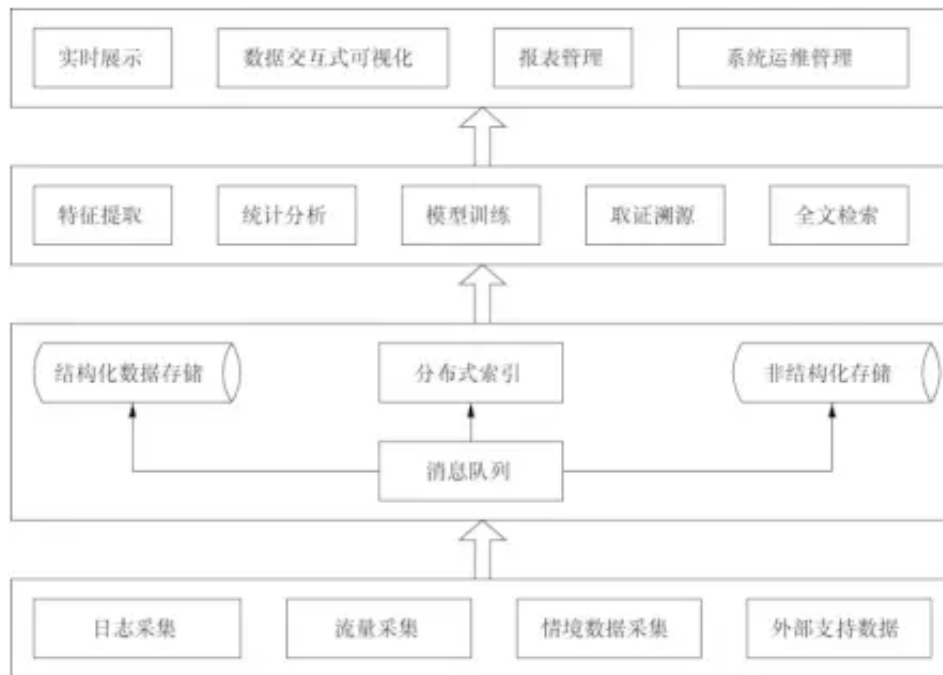 实时展示
数据交互式可视化
报表管理
系统运维管理
特征提取
统计分析
模型训练
取证溯源
全文检索
结构化数据存储
分布式索引
非结构化存储
消息队列
日志采集
流量采集
情境数据采集
外部支持数据